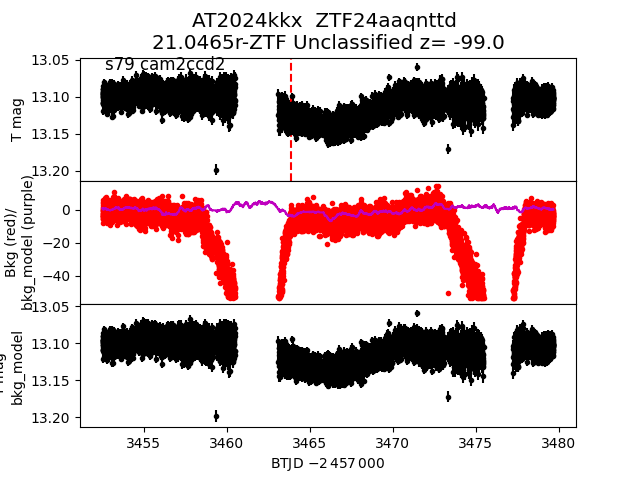 AT2024kkx ZTF24aaqnttd
21.0465r-ZTF Unclassified z= -99.0
s79 cam2ccd2
13.05
13.10
13.15
13.20
T mag
0
−20
−40
Bkg (red)/
bkg_model (purple)
13.05
13.10
13.15
13.20
mag
bkg_model
3455
3460
3465
3470
3475
3480
BTJD −2 457 000